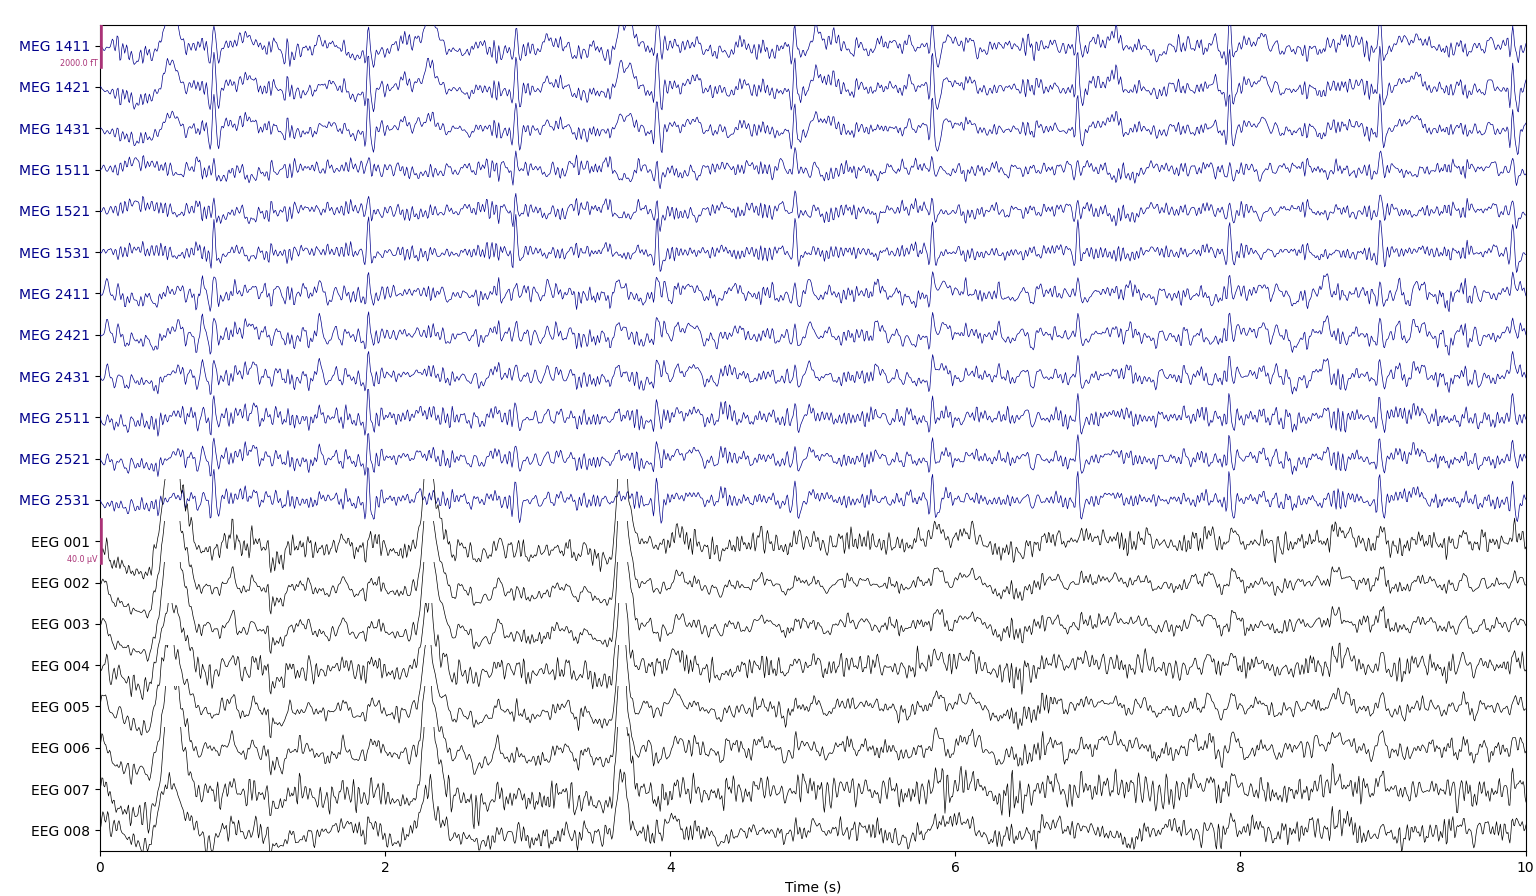 MEG 1411
2000.0 fT
MEG 1421
MEG 1431
MEG 1511
MEG 1521
MEG 1531
MEG 2411
MEG 2421
MEG 2431
MEG 2511
MEG 2521
MEG 2531
EEG 001
40.0 µV
EEG 002
EEG 003
EEG 004
EEG 005
EEG 006
EEG 007
EEG 008
0 2 4 6 8 10
Time (s)